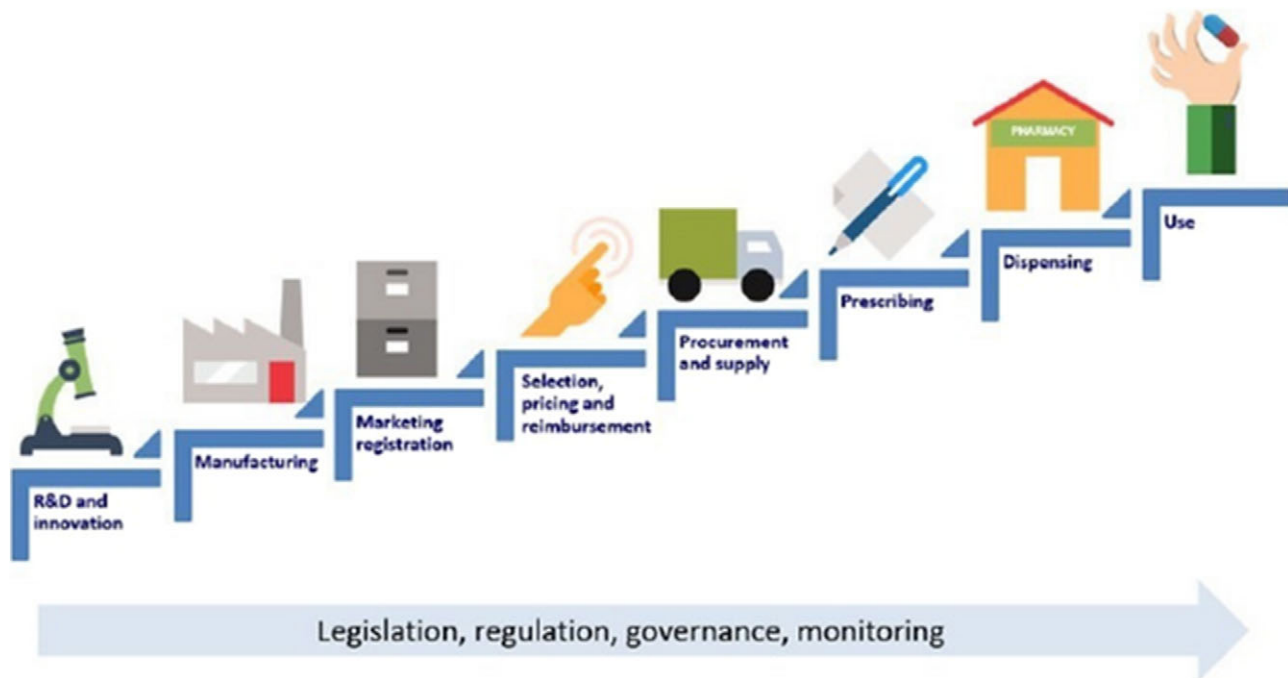 R&D and
innovation
Manufacturing
Marketing
registration
Selection,
pricing and
reimbursement
Procurement
and supply
Prescribing
PHARMACY
Dispensing
Use
Legislation, regulation, governance, monitoring